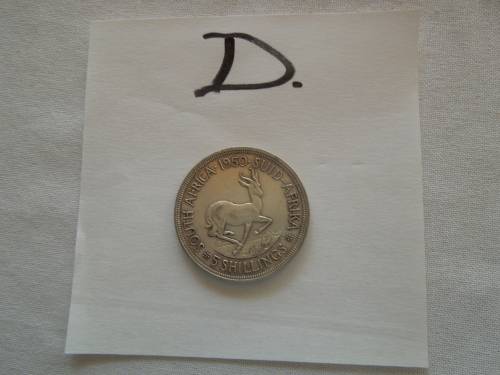 D.
SOUTH AFRICA · 1950 · SUID-AFRIKA
5 SHILLINGS